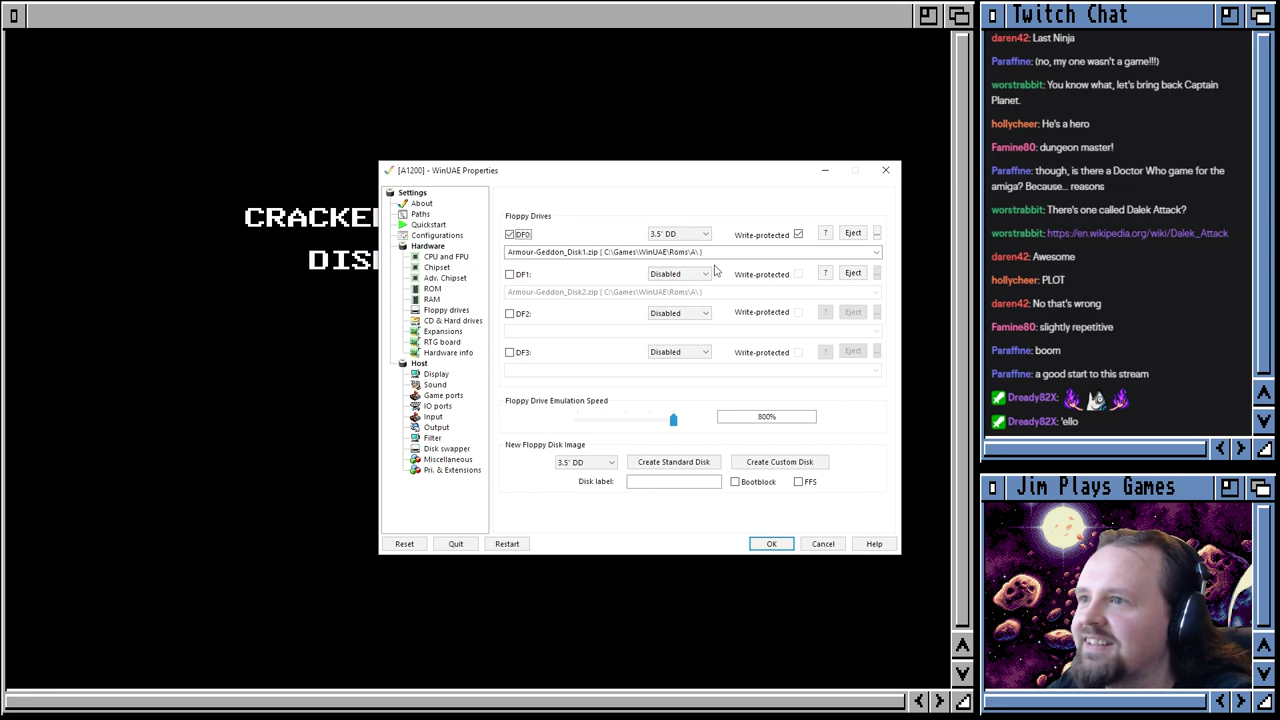 Twitch Chat
daren42: Last Ninja
Paraffine: (no, my one wasn't a game!!!)
worstrabbit: You know what, let's bring back Captain
Planet.
hollycheer: He's a hero
Famine80: dungeon master!
Paraffine: though, is there a Doctor Who game for the
amiga? Because... reasons
worstrabbit: There's one called Dalek Attack?
worstrabbit: https://en.wikipedia.org/wiki/Dalek_Attack
daren42: Awesome
hollycheer: PLOT
daren42: No that's wrong
Famine80: slightly repetitive
Paraffine: boom
Paraffine: a good start to this stream
Dready82X:
Dready82X: 'ello
Jim Plays Games
CRACKE
DIS
[A1200] - WinUAE Properties
Settings
About
Paths
Quickstart
Configurations
Hardware
CPU and FPU
Chipset
Adv. Chipset
ROM
RAM
Floppy drives
CD & Hard drives
Expansions
RTG board
Hardware info
Host
Display
Sound
Game ports
IO ports
Input
Output
Filter
Disk swapper
Miscellaneous
Pri. & Extensions
Floppy Drives
DF0: 3.5" DD Write-protected ? Eject ...
Armour-Geddon_Disk1.zip { C:\Games\WinUAE\Roms\A\ }
DF1: Disabled Write-protected ? Eject ...
Armour-Geddon_Disk2.zip { C:\Games\WinUAE\Roms\A\ }
DF2: Disabled Write-protected ? Eject ...
DF3: Disabled Write-protected ? Eject ...
Floppy Drive Emulation Speed
800%
New Floppy Disk Image
3.5" DD Create Standard Disk Create Custom Disk
Disk label: Bootblock FFS
Reset Quit Restart OK Cancel Help